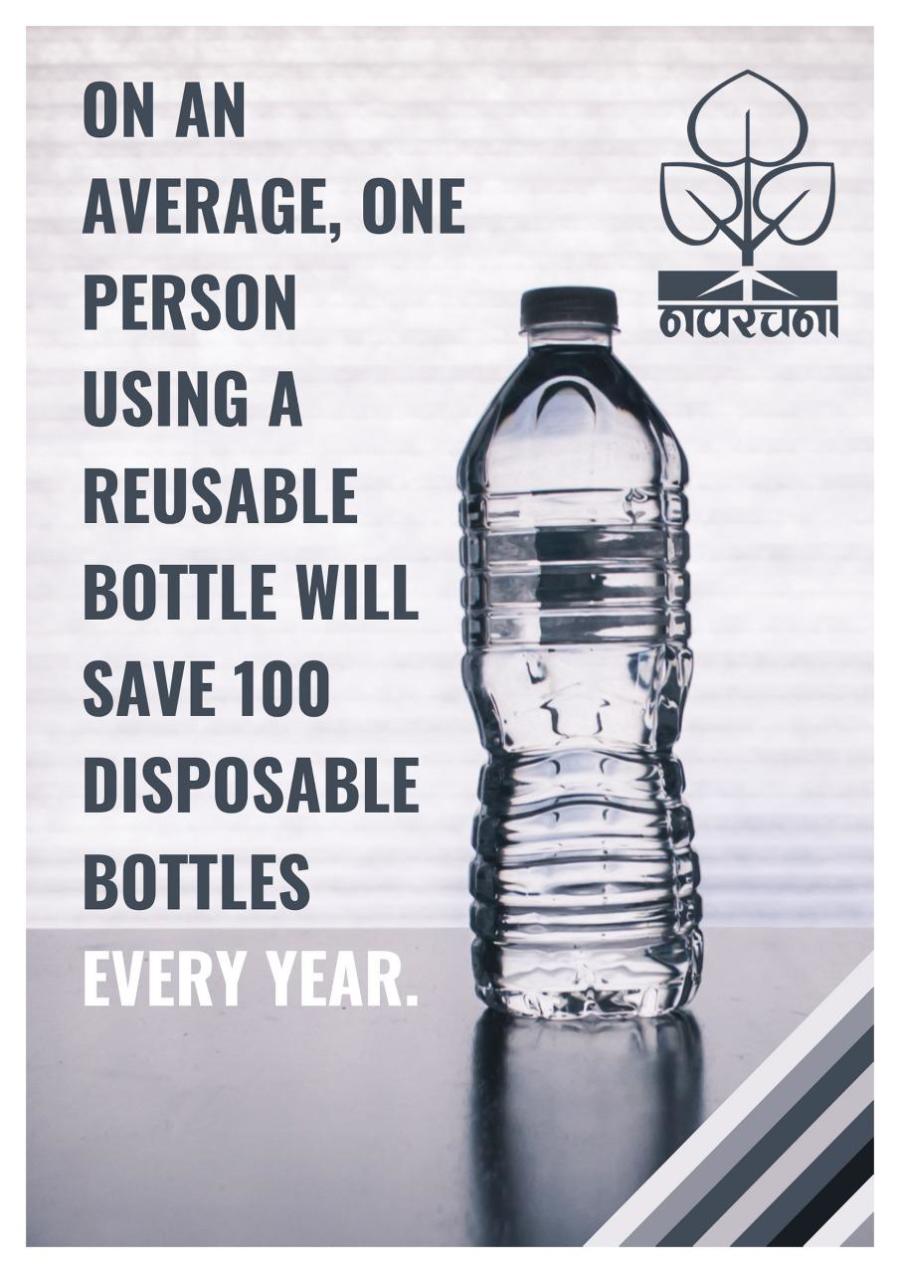 ON AN
AVERAGE, ONE
PERSON
USING A
REUSABLE
BOTTLE WILL
SAVE 100
DISPOSABLE
BOTTLES
EVERY YEAR.
नवरचना